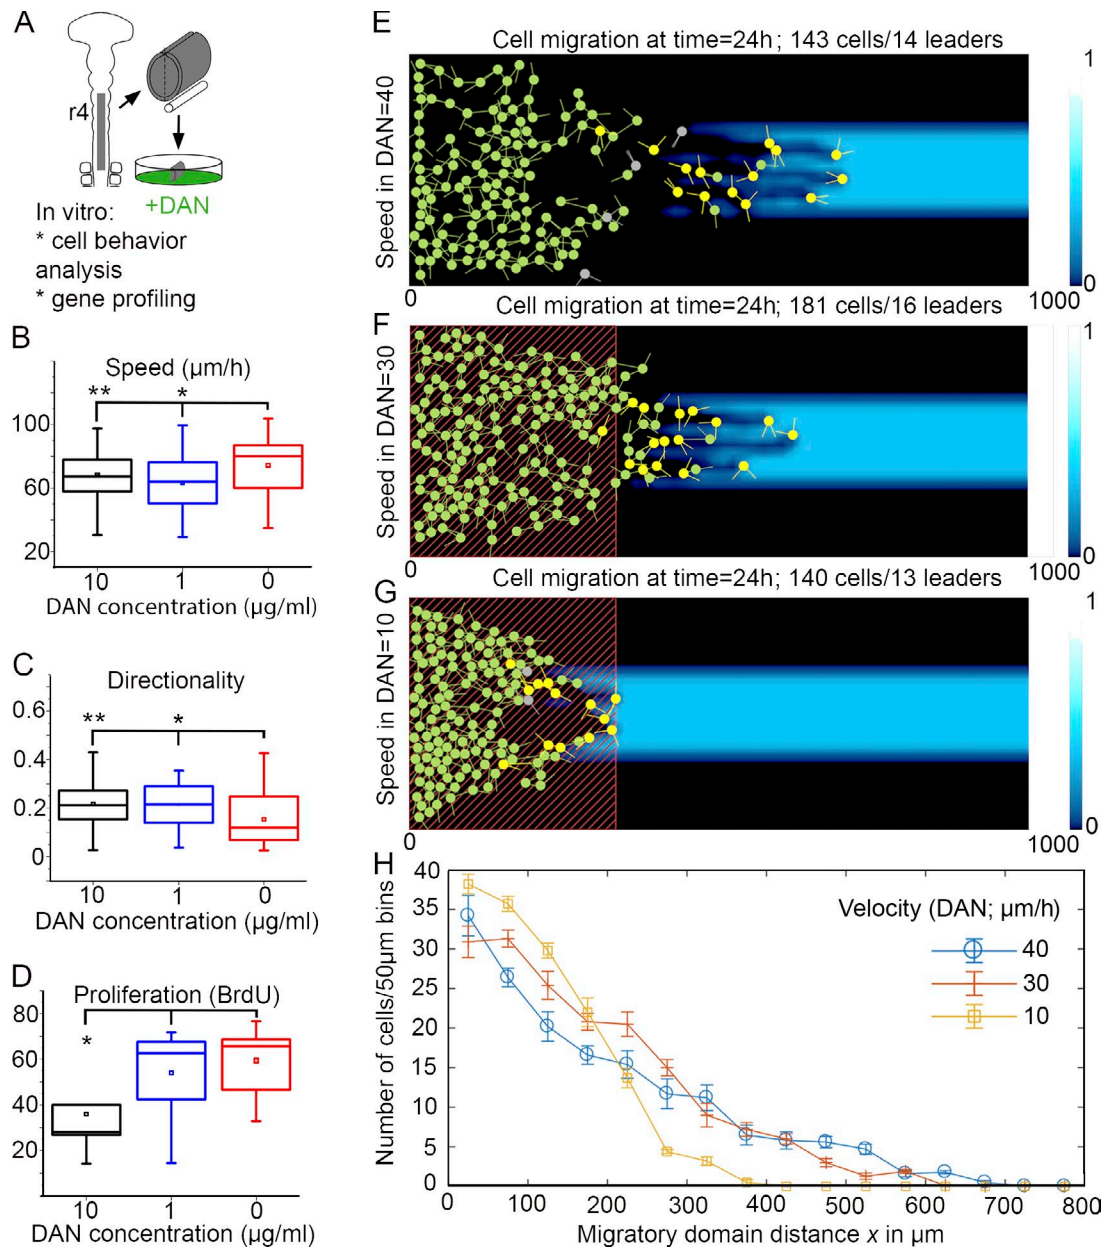 A
r4
+DAN
In vitro:
* cell behavior
analysis
* gene profiling
B
Speed (µm/h)
** *
100
60
20
10 1 0
DAN concentration (µg/ml)
C
Directionality
** *
0.6
0.4
0.2
0
10 1 0
DAN concentration (µg/ml)
D
Proliferation (BrdU)
*
80
60
40
20
10 1 0
DAN concentration (µg/ml)
E
Cell migration at time=24h; 143 cells/14 leaders
Speed in DAN=40
1
0
0 1000
F
Cell migration at time=24h; 181 cells/16 leaders
Speed in DAN=30
1
0
0 1000
G
Cell migration at time=24h; 140 cells/13 leaders
Speed in DAN=10
1
0
0 1000
H
Number of cells/50µm bins
40
35
30
25
20
15
10
5
0
Velocity (DAN; µm/h)
40
30
10
0 100 200 300 400 500 600 700 800
Migratory domain distance x in µm